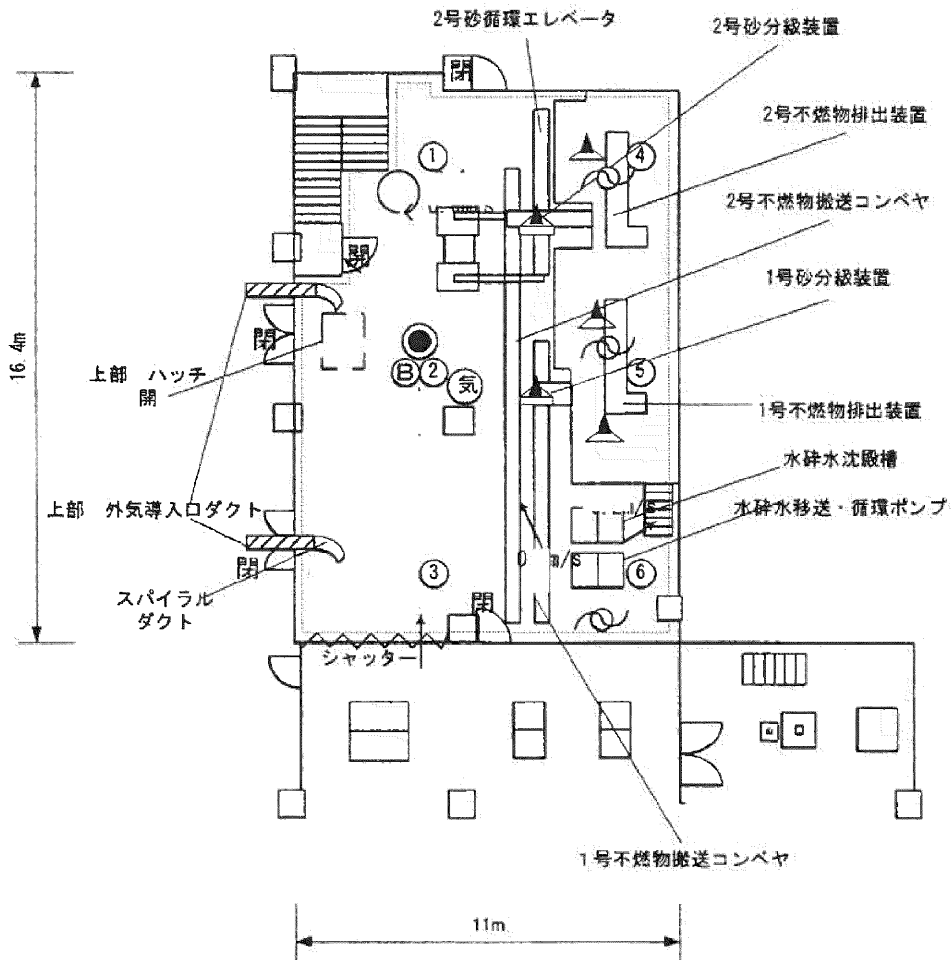 2号砂循環エレベータ
2号砂分級装置
閉
2号不燃物排出装置
①
④
2号不燃物搬送コンベヤ
閉
1号砂分級装置
16.4m
閉
上部 ハッチ
開
B
②
気
⑤
1号不燃物排出装置
水砕水沈殿槽
上部 外気導入口ダクト
水砕水移送・循環ポンプ
m/S
閉
③
⑥
スパイラル
ダクト
閉
シャッター
1号不燃物搬送コンベヤ
11m